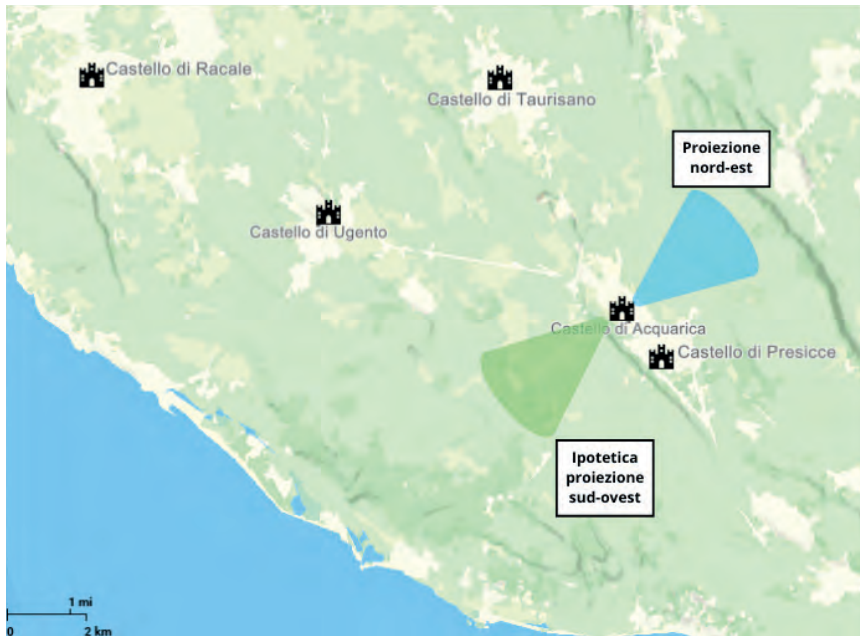 Castello di Racale
Castello di Taurisano
Proiezione
nord-est
Castello di Ugento
Castello di Acquarica
Castello di Presicce
Ipotetica
proiezione
sud-ovest
1 mi
0
2 km